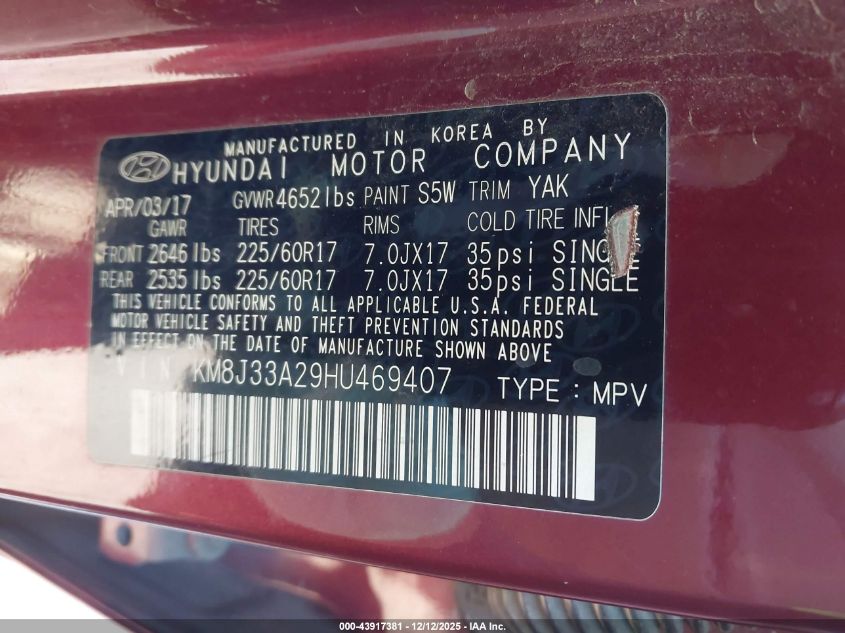 MANUFACTURED IN KOREA BY
HYUNDAI MOTOR COMPANY
APR/03/17 GVWR 4652 lbs PAINT S5W TRIM YAK
GAWR TIRES RIMS COLD TIRE INFL
FRONT 2646 lbs 225/60R17 7.0JX17 35psi SINGLE
REAR 2535 lbs 225/60R17 7.0JX17 35psi SINGLE
THIS VEHICLE CONFORMS TO ALL APPLICABLE U.S.A. FEDERAL
MOTOR VEHICLE SAFETY AND THEFT PREVENTION STANDARDS
IN EFFECT ON THE DATE OF MANUFACTURE SHOWN ABOVE
VIN KM8J33A29HU469407 TYPE : MPV
000-43917381 - 12/12/2025 - IAA Inc.